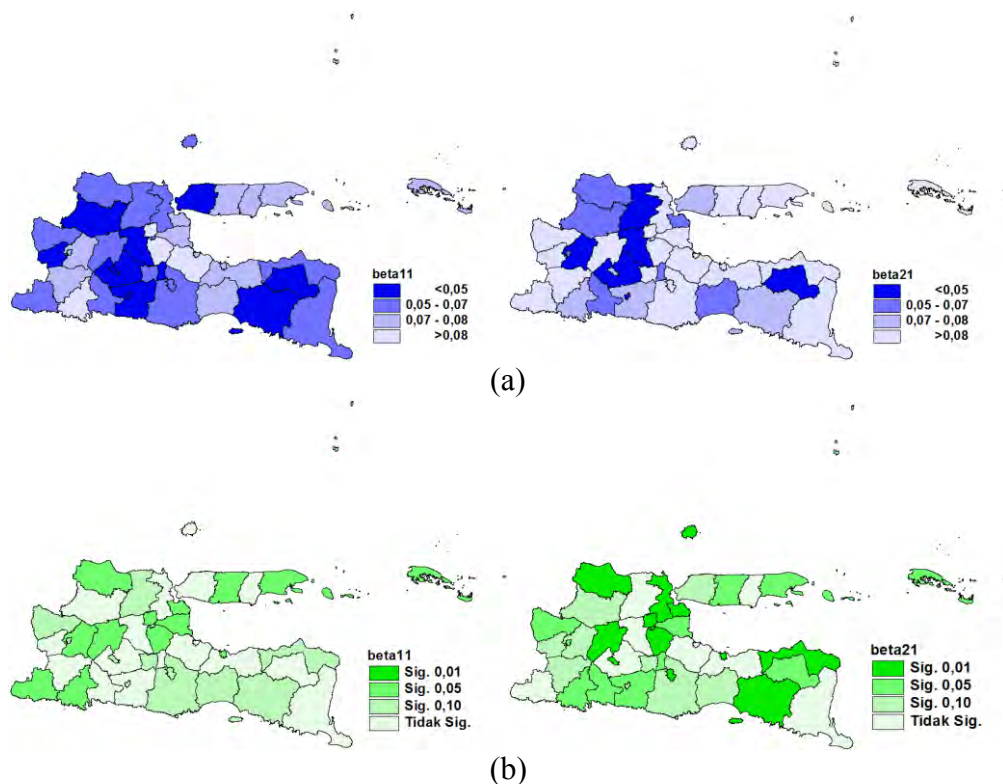 beta11
<0,05
0,05 - 0,07
0,07 - 0,08
>0,08
beta21
<0,05
0,05 - 0,07
0,07 - 0,08
>0,08
(a)
beta11
Sig. 0,01
Sig. 0,05
Sig. 0,10
Tidak Sig.
beta21
Sig. 0,01
Sig. 0,05
Sig. 0,10
Tidak Sig.
(b)